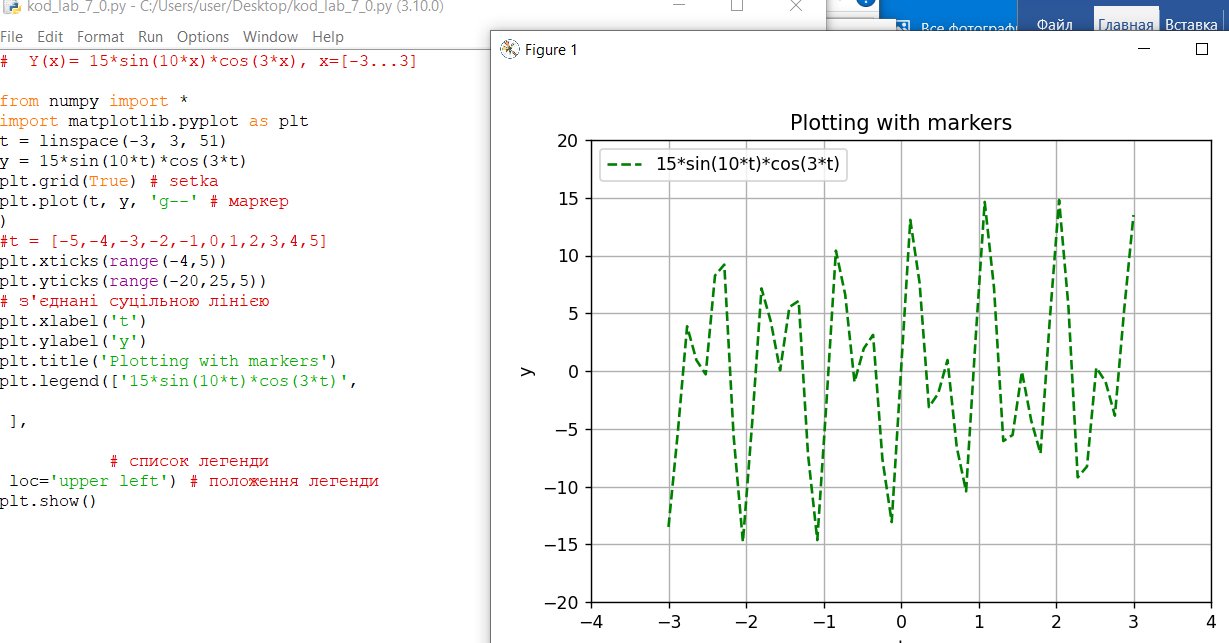 kod_lab_7_0.py - C:/Users/user/Desktop/kod_lab_7_0.py (3.10.0)
File Edit Format Run Options Window Help
#  Y(x)= 15*sin(10*x)*cos(3*x), x=[-3...3]
from numpy import *
import matplotlib.pyplot as plt
t = linspace(-3, 3, 51)
y = 15*sin(10*t)*cos(3*t)
plt.grid(True) # setka
plt.plot(t, y, 'g--' # маркер
)
#t = [-5,-4,-3,-2,-1,0,1,2,3,4,5]
plt.xticks(range(-4,5))
plt.yticks(range(-20,25,5))
# з'єднані суцільною лінією
plt.xlabel('t')
plt.ylabel('y')
plt.title('Plotting with markers')
plt.legend(['15*sin(10*t)*cos(3*t)',
],
# список легенди
loc='upper left') # положення легенди
plt.show()
Все фотограф
Файл Главная Вставка
Figure 1
Plotting with markers
15*sin(10*t)*cos(3*t)
20
15
10
5
0
−5
−10
−15
−20
y
−4 −3 −2 −1 0 1 2 3 4